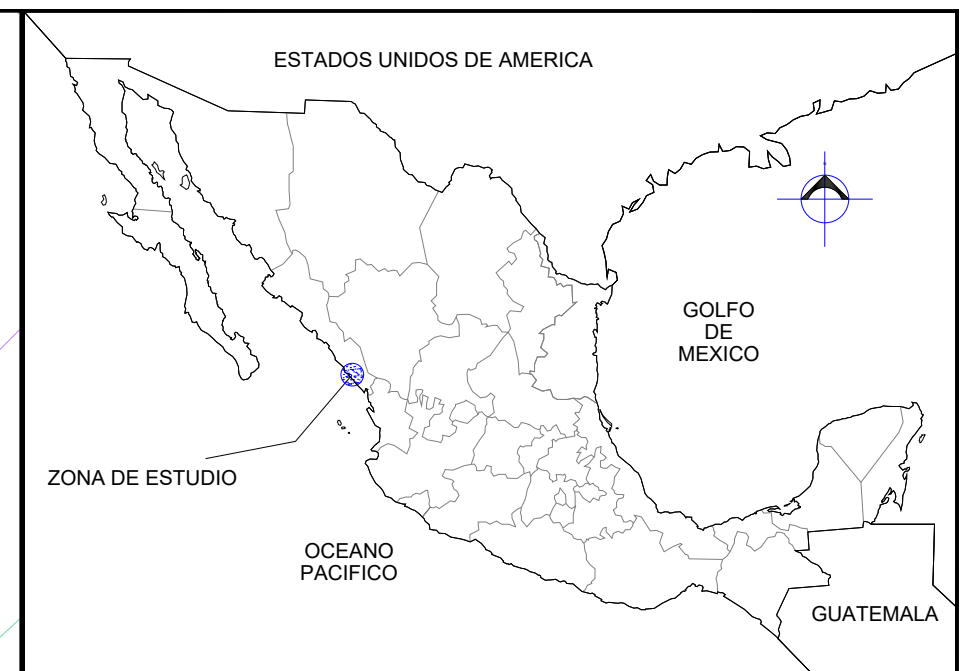 ESTADOS UNIDOS DE AMERICA
GOLFO
DE
MEXICO
ZONA DE ESTUDIO
OCEANO
PACIFICO
GUATEMALA